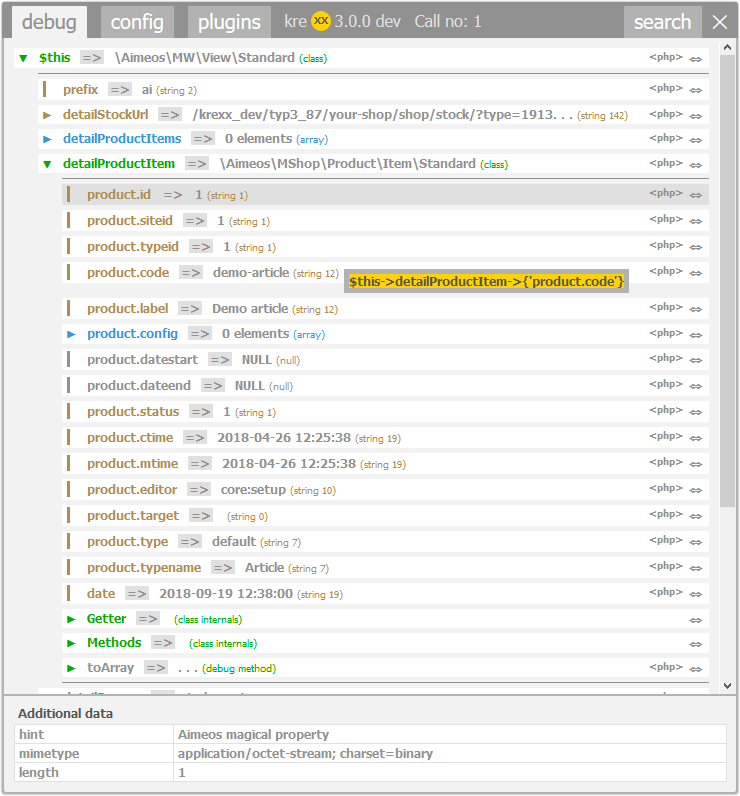 debug config plugins kre XX 3.0.0 dev Call no: 1 search
$this => \Aimeos\MW\View\Standard (class) <php>
prefix => ai (string 2) <php>
detailStockUrl => /krexx_dev/typ3_87/your-shop/shop/stock/?type=1913. . . (string 142) <php>
detailProductItems => 0 elements (array) <php>
detailProductItem => \Aimeos\MShop\Product\Item\Standard (class) <php>
product.id => 1 (string 1) <php>
product.siteid => 1 (string 1) <php>
product.typeid => 1 (string 1) <php>
product.code => demo-article (string 12) <php>
$this->detailProductItem->{'product.code'}
product.label => Demo article (string 12) <php>
product.config => 0 elements (array) <php>
product.datestart => NULL (null) <php>
product.dateend => NULL (null) <php>
product.status => 1 (string 1) <php>
product.ctime => 2018-04-26 12:25:38 (string 19) <php>
product.mtime => 2018-04-26 12:25:38 (string 19) <php>
product.editor => core:setup (string 10) <php>
product.target => (string 0) <php>
product.type => default (string 7) <php>
product.typename => Article (string 7) <php>
date => 2018-09-19 12:38:00 (string 19) <php>
Getter => (class internals)
Methods => (class internals)
toArray => . . . (debug method) <php>
Additional data
hint Aimeos magical property
mimetype application/octet-stream; charset=binary
length 1